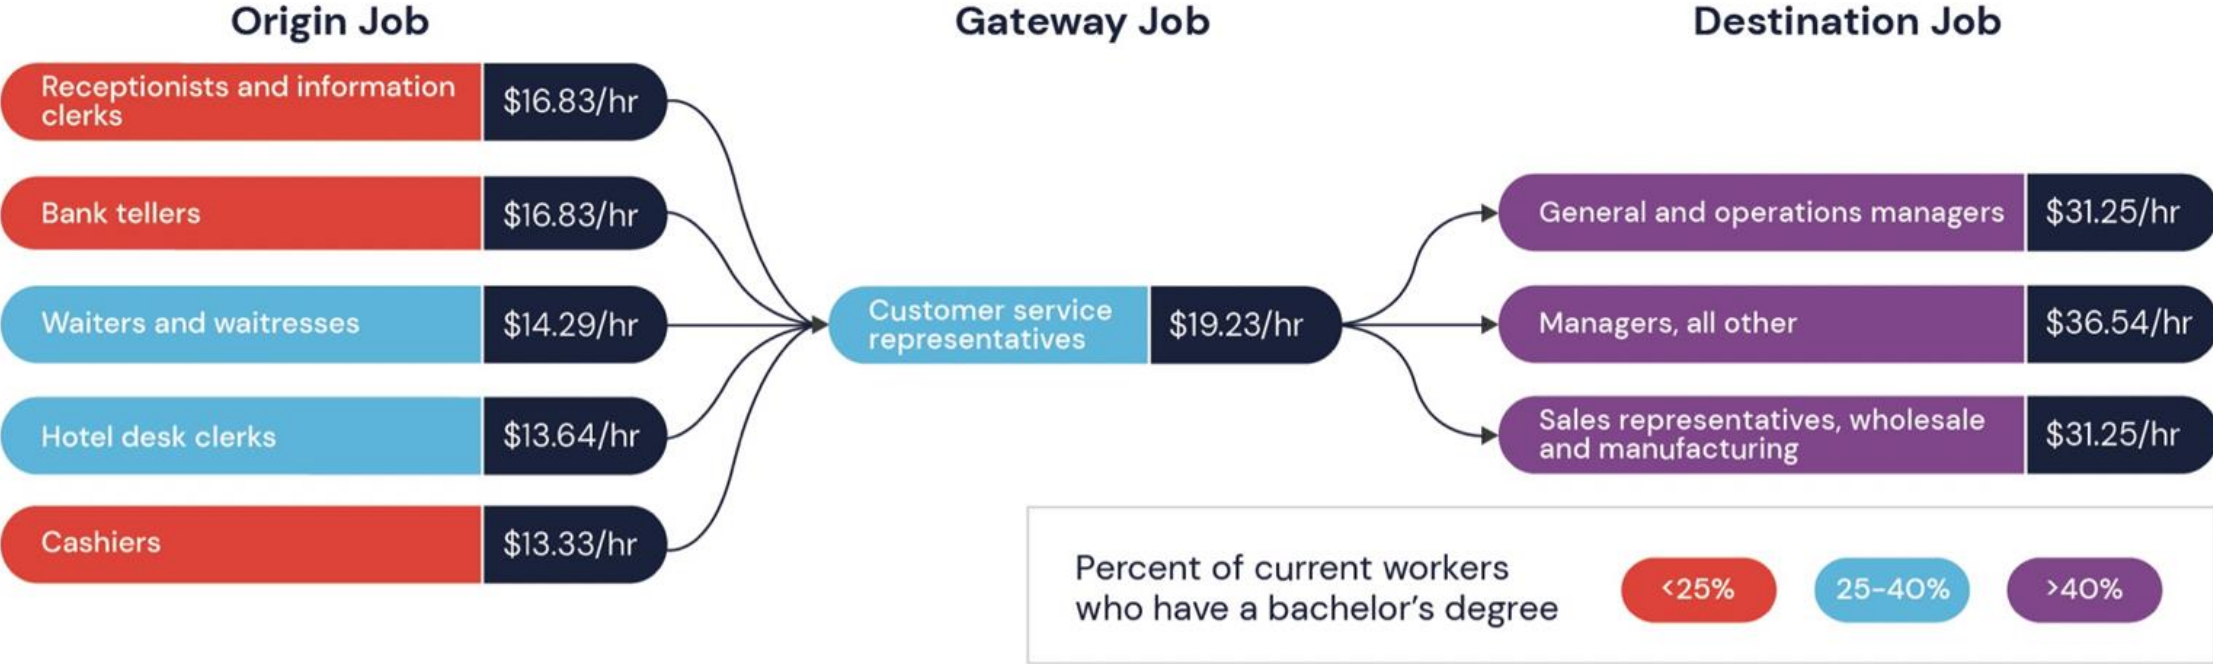 Origin Job
Gateway Job
Destination Job
Receptionists and information
clerks
$16.83/hr
Bank tellers
$16.83/hr
Waiters and waitresses
$14.29/hr
Hotel desk clerks
$13.64/hr
Cashiers
$13.33/hr
Customer service
representatives
$19.23/hr
General and operations managers
$31.25/hr
Managers, all other
$36.54/hr
Sales representatives, wholesale
and manufacturing
$31.25/hr
Percent of current workers
who have a bachelor’s degree
<25%
25-40%
>40%